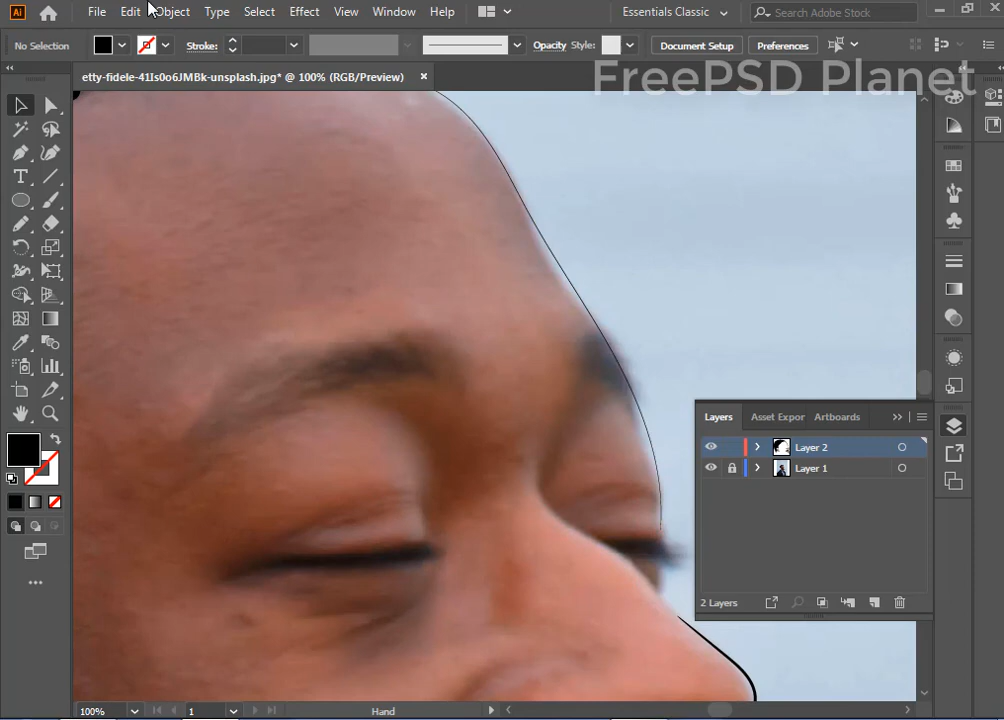 Ai File Edit Object Type Select Effect View Window Help Essentials Classic Search Adobe Stock
No Selection Stroke: Opacity Style: Document Setup Preferences
etty-fidele-41Is0o6JMBk-unsplash.jpg* @ 100% (RGB/Preview)
FreePSD Planet
Layers Asset Expor Artboards
Layer 2
Layer 1
2 Layers
100% 1 Hand